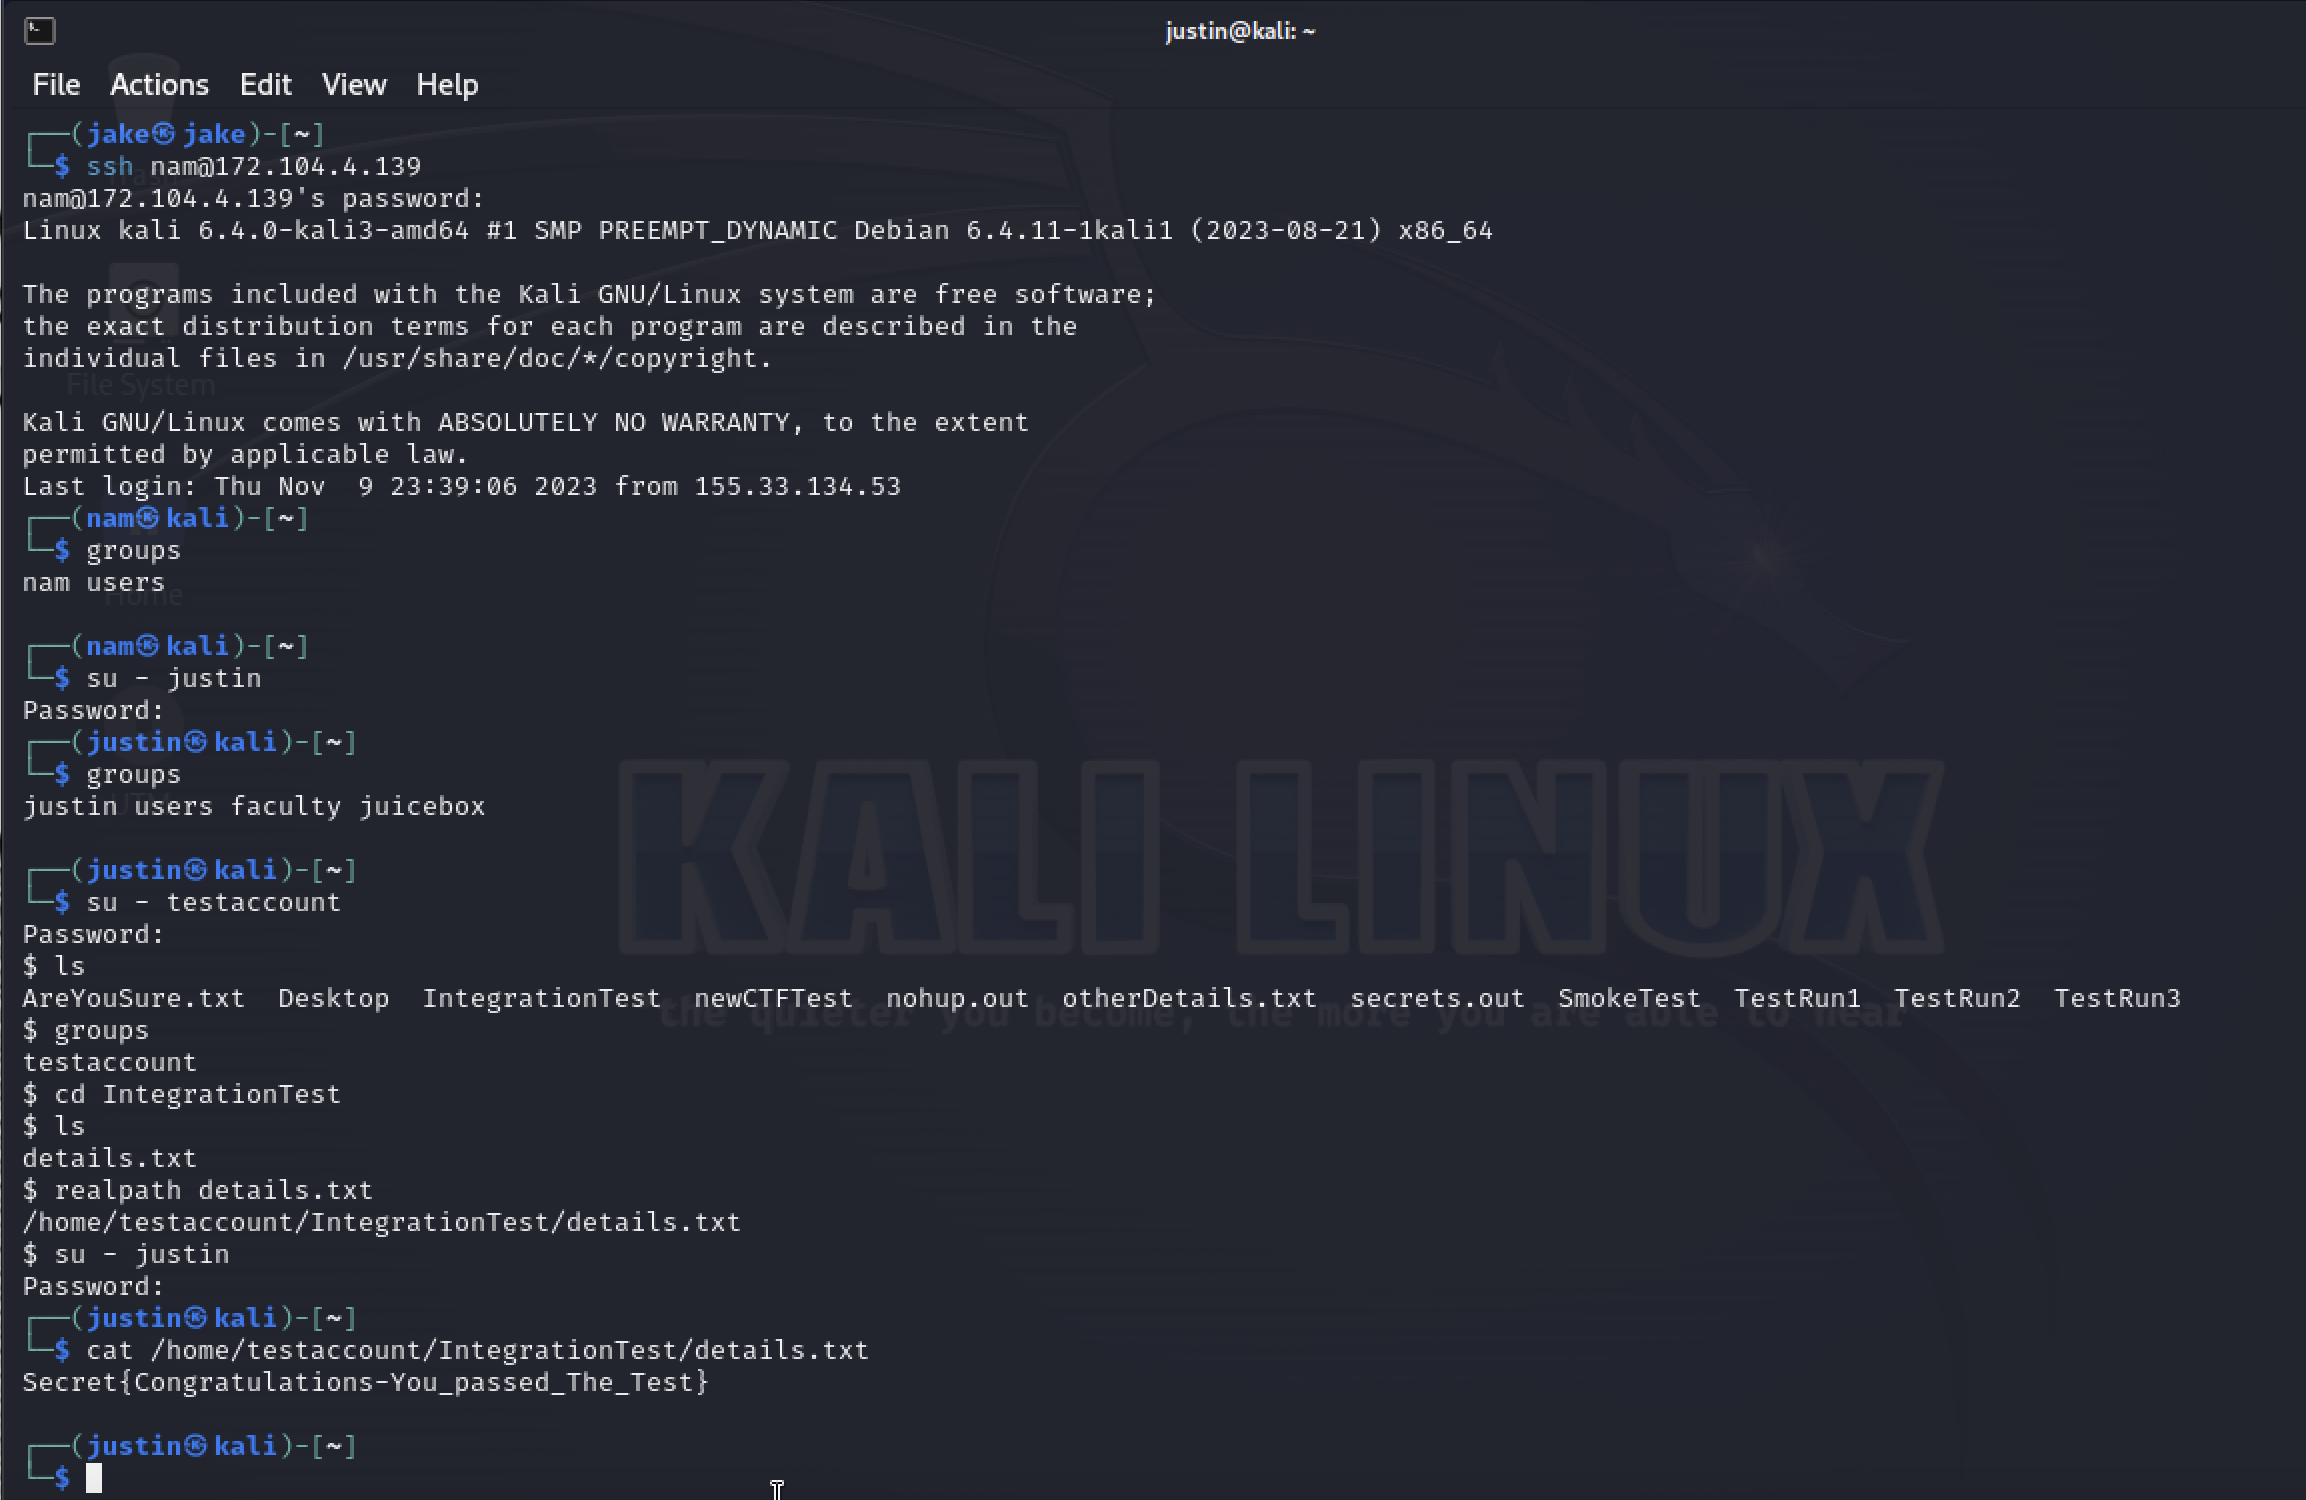 justin@kali: ~
File Actions Edit View Help
┌──(jake㉿jake)-[~]
└─$ ssh nam@172.104.4.139
nam@172.104.4.139's password:
Linux kali 6.4.0-kali3-amd64 #1 SMP PREEMPT_DYNAMIC Debian 6.4.11-1kali1 (2023-08-21) x86_64
The programs included with the Kali GNU/Linux system are free software;
the exact distribution terms for each program are described in the
individual files in /usr/share/doc/*/copyright.
File System
Kali GNU/Linux comes with ABSOLUTELY NO WARRANTY, to the extent
permitted by applicable law.
Last login: Thu Nov  9 23:39:06 2023 from 155.33.134.53
┌──(nam㉿kali)-[~]
└─$ groups
nam users
Home
┌──(nam㉿kali)-[~]
└─$ su - justin
Password:
┌──(justin㉿kali)-[~]
└─$ groups
justin users faculty juicebox
┌──(justin㉿kali)-[~]
└─$ su - testaccount
Password:
KALI LINUX
$ ls
AreYouSure.txt  Desktop  IntegrationTest  newCTFTest  nohup.out  otherDetails.txt  secrets.out  SmokeTest  TestRun1  TestRun2  TestRun3
the quieter you become, the more you are able to hear
$ groups
testaccount
$ cd IntegrationTest
$ ls
details.txt
$ realpath details.txt
/home/testaccount/IntegrationTest/details.txt
$ su - justin
Password:
┌──(justin㉿kali)-[~]
└─$ cat /home/testaccount/IntegrationTest/details.txt
Secret{Congratulations-You_passed_The_Test}
┌──(justin㉿kali)-[~]
└─$